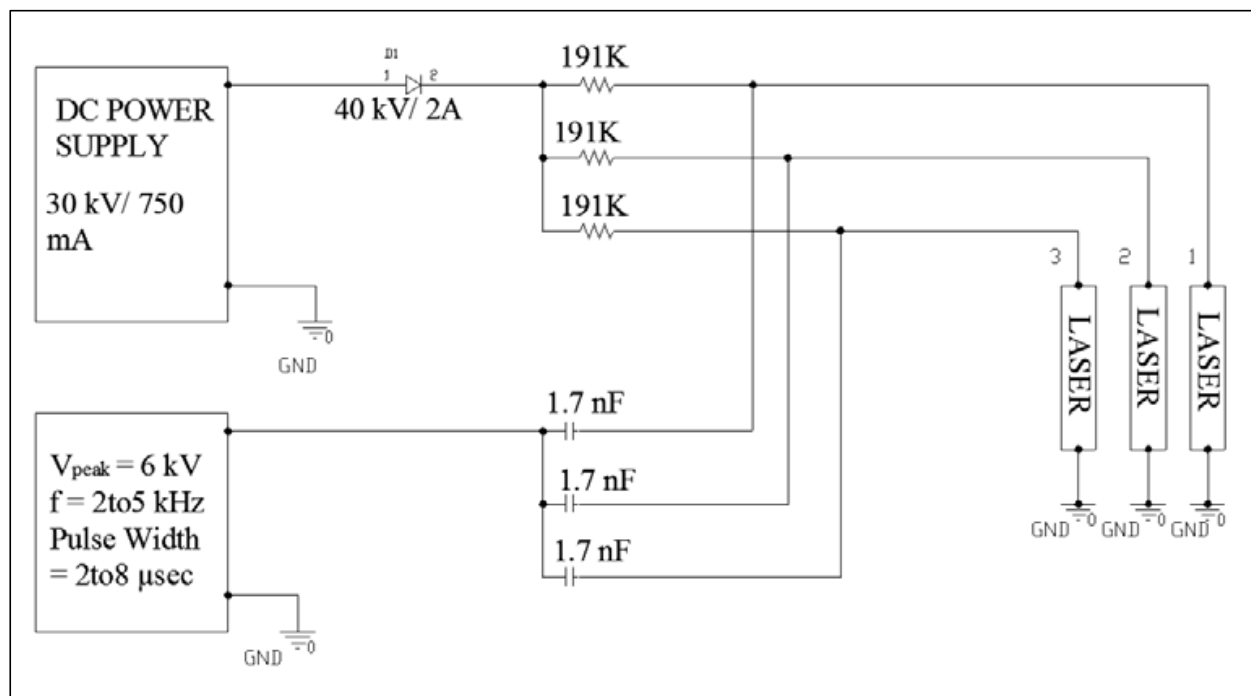 D1
1 2
40 kV/ 2A
DC POWER
SUPPLY
30 kV/ 750
mA
0
GND
191K
191K
191K
3 2 1
LASER LASER LASER
0 0 0
GND GND GND
V_peak = 6 kV
f = 2to5 kHz
Pulse Width
= 2to8 μsec
0
GND
1.7 nF
1.7 nF
1.7 nF